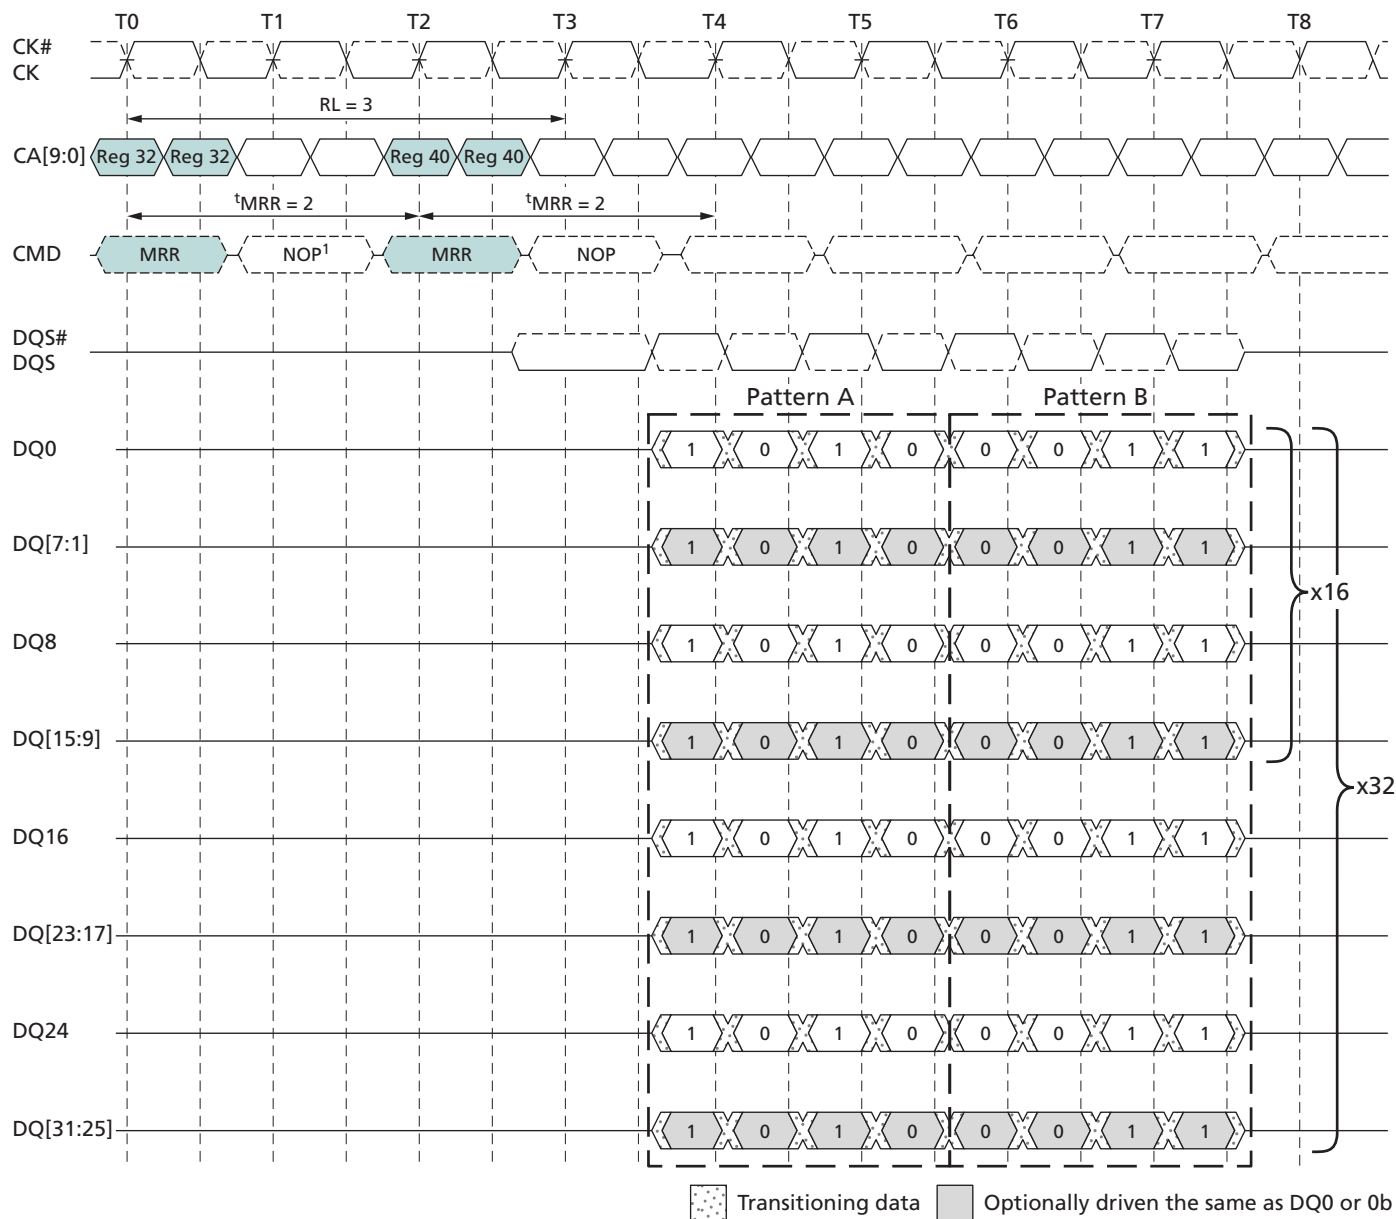 T0 T1 T2 T3 T4 T5 T6 T7 T8
CK#
CK
RL = 3
CA[9:0] Reg 32 Reg 32 Reg 40 Reg 40
tMRR = 2 tMRR = 2
CMD MRR NOP1 MRR NOP
DQS#
DQS
Pattern A Pattern B
DQ0 1 0 1 0 0 0 1 1
DQ[7:1] 1 0 1 0 0 0 1 1
x16
DQ8 1 0 1 0 0 0 1 1
DQ[15:9] 1 0 1 0 0 0 1 1
x32
DQ16 1 0 1 0 0 0 1 1
DQ[23:17] 1 0 1 0 0 0 1 1
DQ24 1 0 1 0 0 0 1 1
DQ[31:25] 1 0 1 0 0 0 1 1
Transitioning data Optionally driven the same as DQ0 or 0b